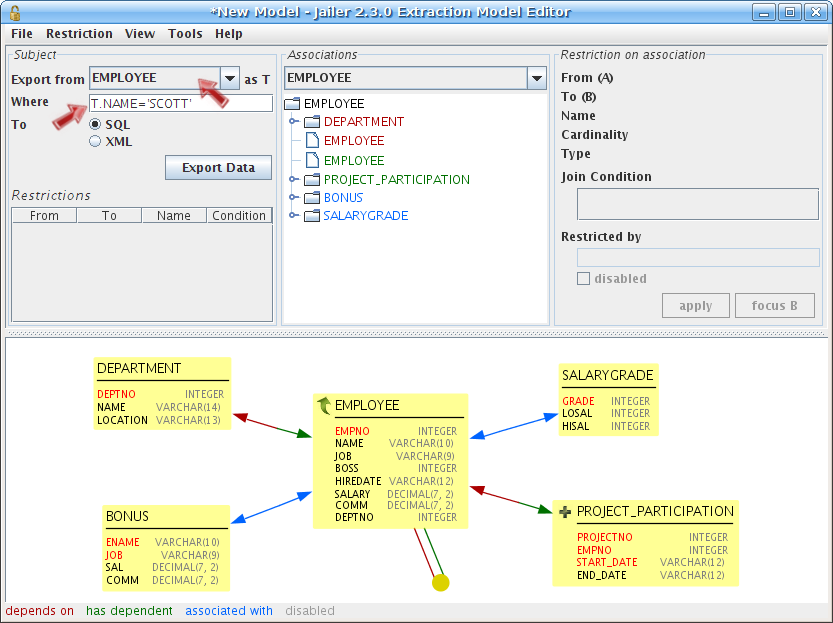 *New Model - Jailer 2.3.0 Extraction Model Editor
File Restriction View Tools Help
Subject
Export from EMPLOYEE as T
Where T.NAME='SCOTT'
To SQL
XML
Export Data
Restrictions
From To Name Condition
Associations
EMPLOYEE
EMPLOYEE
DEPARTMENT
EMPLOYEE
EMPLOYEE
PROJECT_PARTICIPATION
BONUS
SALARYGRADE
Restriction on association
From (A)
To (B)
Name
Cardinality
Type
Join Condition
Restricted by
disabled
apply focus B
DEPARTMENT
DEPTNO INTEGER
NAME VARCHAR(14)
LOCATION VARCHAR(13)
EMPLOYEE
EMPNO INTEGER
NAME VARCHAR(10)
JOB VARCHAR(9)
BOSS INTEGER
HIREDATE VARCHAR(12)
SALARY DECIMAL(7, 2)
COMM DECIMAL(7, 2)
DEPTNO INTEGER
SALARYGRADE
GRADE INTEGER
LOSAL INTEGER
HISAL INTEGER
BONUS
ENAME VARCHAR(10)
JOB VARCHAR(9)
SAL DECIMAL(7, 2)
COMM DECIMAL(7, 2)
PROJECT_PARTICIPATION
PROJECTNO INTEGER
EMPNO INTEGER
START_DATE VARCHAR(12)
END_DATE VARCHAR(12)
depends on has dependent associated with disabled